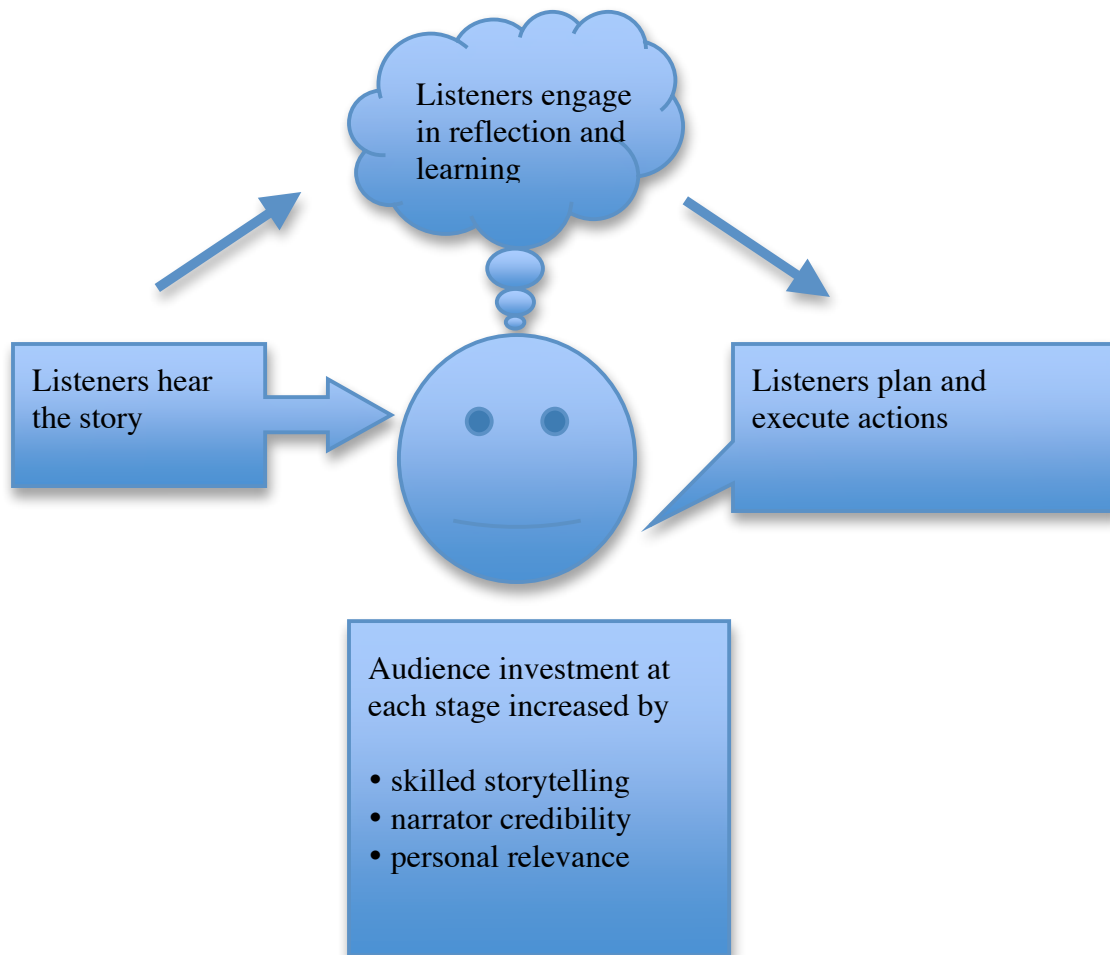 Listeners engage
in reflection and
learning
Listeners hear
the story
Listeners plan and
execute actions
Audience investment at
each stage increased by
• skilled storytelling
• narrator credibility
• personal relevance